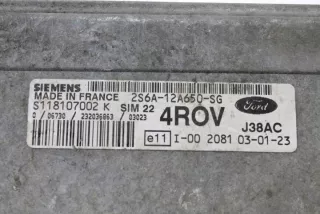 SIEMENS
MADE IN FRANCE 2S6A-12A650-SG
S118107002 K SIM 22
0 / 06730 / 232036863 / 03023
4ROV
Ford
J38AC
e11 I-00 2081 03-01-23